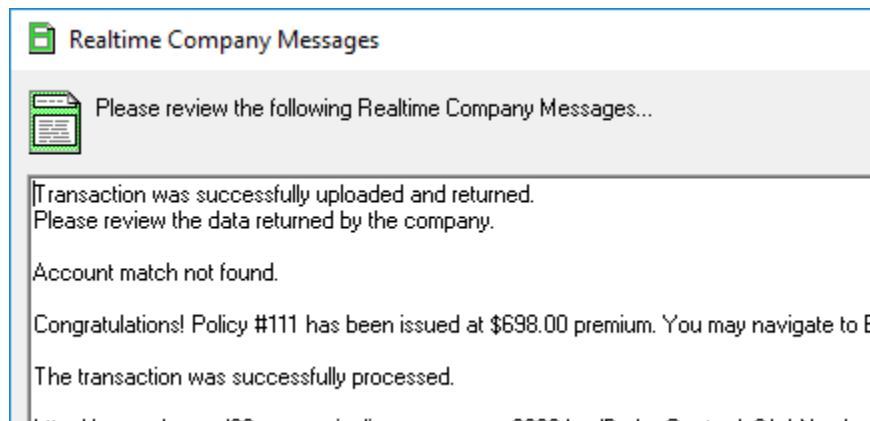 Realtime Company Messages
Please review the following Realtime Company Messages...
Transaction was successfully uploaded and returned.
Please review the data returned by the company.
Account match not found.
Congratulations! Policy #111 has been issued at $698.00 premium. You may navigate to
The transaction was successfully processed.